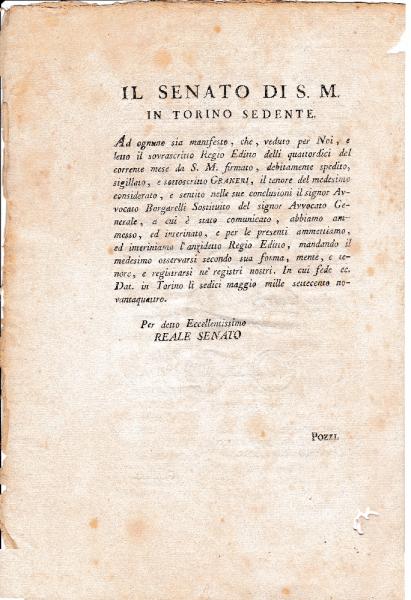 IL SENATO DI S. M.
IN TORINO SEDENTE.
Ad ognuno sia manifesto, che, veduto per Noi, e
letto il sovrascritto Regio Editto delli quattordici del
corrente mese da S. M. firmato, debitamente spedito,
sigillato, e sottoscritto GRANERI, il tenore del medesimo
considerato, e sentito nelle sue conclusioni il signor Av-
vocato Borgarelli Sostituito del signor Avvocato Ge-
nerale, a cui è stato comunicato, abbiamo am-
messo, ed interinato, e per le presenti ammettiamo,
ed interiniamo l'anzidetto Regio Editto, mandando il
medesimo osservarsi secondo sua forma, mente, e te-
nore, e registrarsi ne' registri nostri. In cui fede ec.
Dat. in Torino li sedici maggio mille settecento no-
vantaquattro.
Per detto Eccellentissimo
REALE SENATO
POZZI.